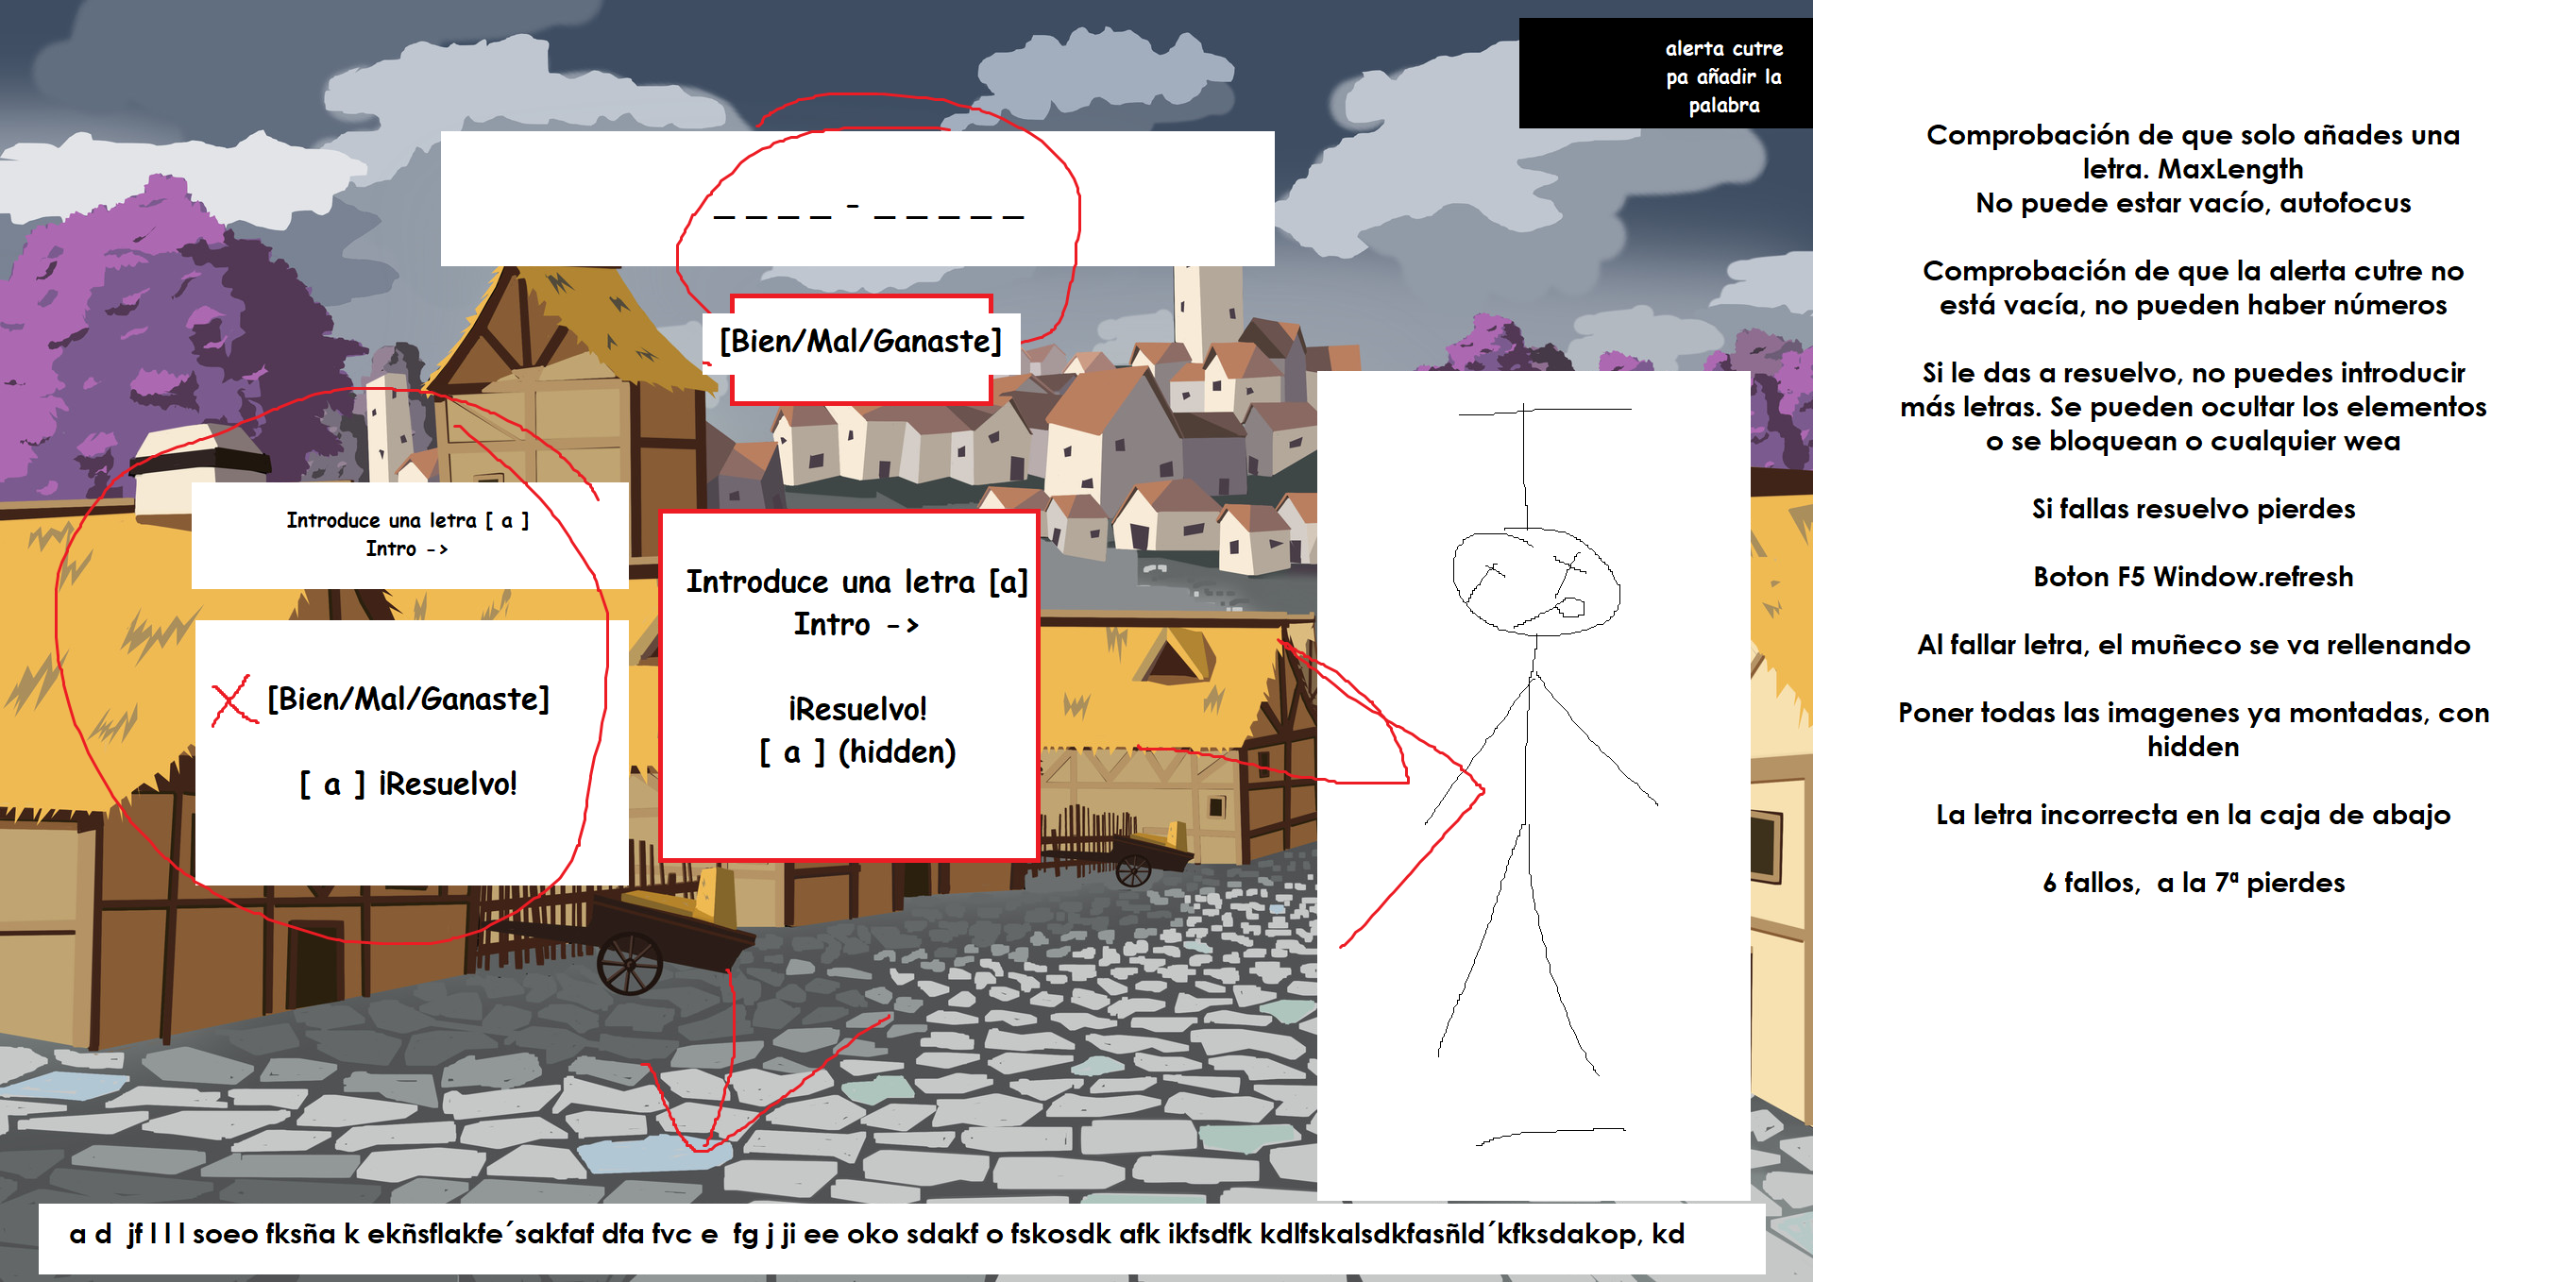 alerta cutre
pa añadir la
palabra
_ _ _ _ - _ _ _ _ _
[Bien/Mal/Ganaste]
Introduce una letra [ a ]
Intro ->
[Bien/Mal/Ganaste]
[ a ] ¡Resuelvo!
Introduce una letra [a]
Intro ->
¡Resuelvo!
[ a ] (hidden)
a d  jf l l l soeo fksña k ekñsflakfe´sakfaf dfa fvc e  fg j ji ee oko sdakf o fskosdk afk ikfsdfk kdlfskalsdkfasñld´kfksdakop, kd
Comprobación de que solo añades una
letra. MaxLength
No puede estar vacío, autofocus
Comprobación de que la alerta cutre no
está vacía, no pueden haber números
Si le das a resuelvo, no puedes introducir
más letras. Se pueden ocultar los elementos
o se bloquean o cualquier wea
Si fallas resuelvo pierdes
Boton F5 Window.refresh
Al fallar letra, el muñeco se va rellenando
Poner todas las imagenes ya montadas, con
hidden
La letra incorrecta en la caja de abajo
6 fallos,  a la 7ª pierdes